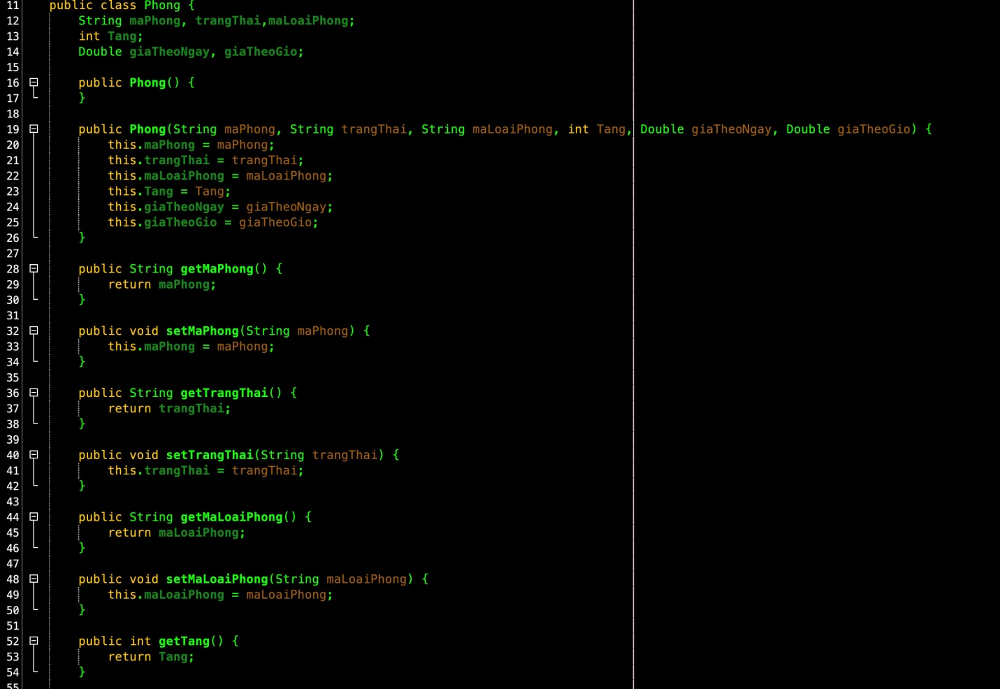 11 public class Phong {
12 String maPhong, trangThai,maLoaiPhong;
13 int Tang;
14 Double giaTheoNgay, giaTheoGio;
15
16 public Phong() {
17 }
18
19 public Phong(String maPhong, String trangThai, String maLoaiPhong, int Tang, Double giaTheoNgay, Double giaTheoGio) {
20 this.maPhong = maPhong;
21 this.trangThai = trangThai;
22 this.maLoaiPhong = maLoaiPhong;
23 this.Tang = Tang;
24 this.giaTheoNgay = giaTheoNgay;
25 this.giaTheoGio = giaTheoGio;
26 }
27
28 public String getMaPhong() {
29 return maPhong;
30 }
31
32 public void setMaPhong(String maPhong) {
33 this.maPhong = maPhong;
34 }
35
36 public String getTrangThai() {
37 return trangThai;
38 }
39
40 public void setTrangThai(String trangThai) {
41 this.trangThai = trangThai;
42 }
43
44 public String getMaLoaiPhong() {
45 return maLoaiPhong;
46 }
47
48 public void setMaLoaiPhong(String maLoaiPhong) {
49 this.maLoaiPhong = maLoaiPhong;
50 }
51
52 public int getTang() {
53 return Tang;
54 }
55